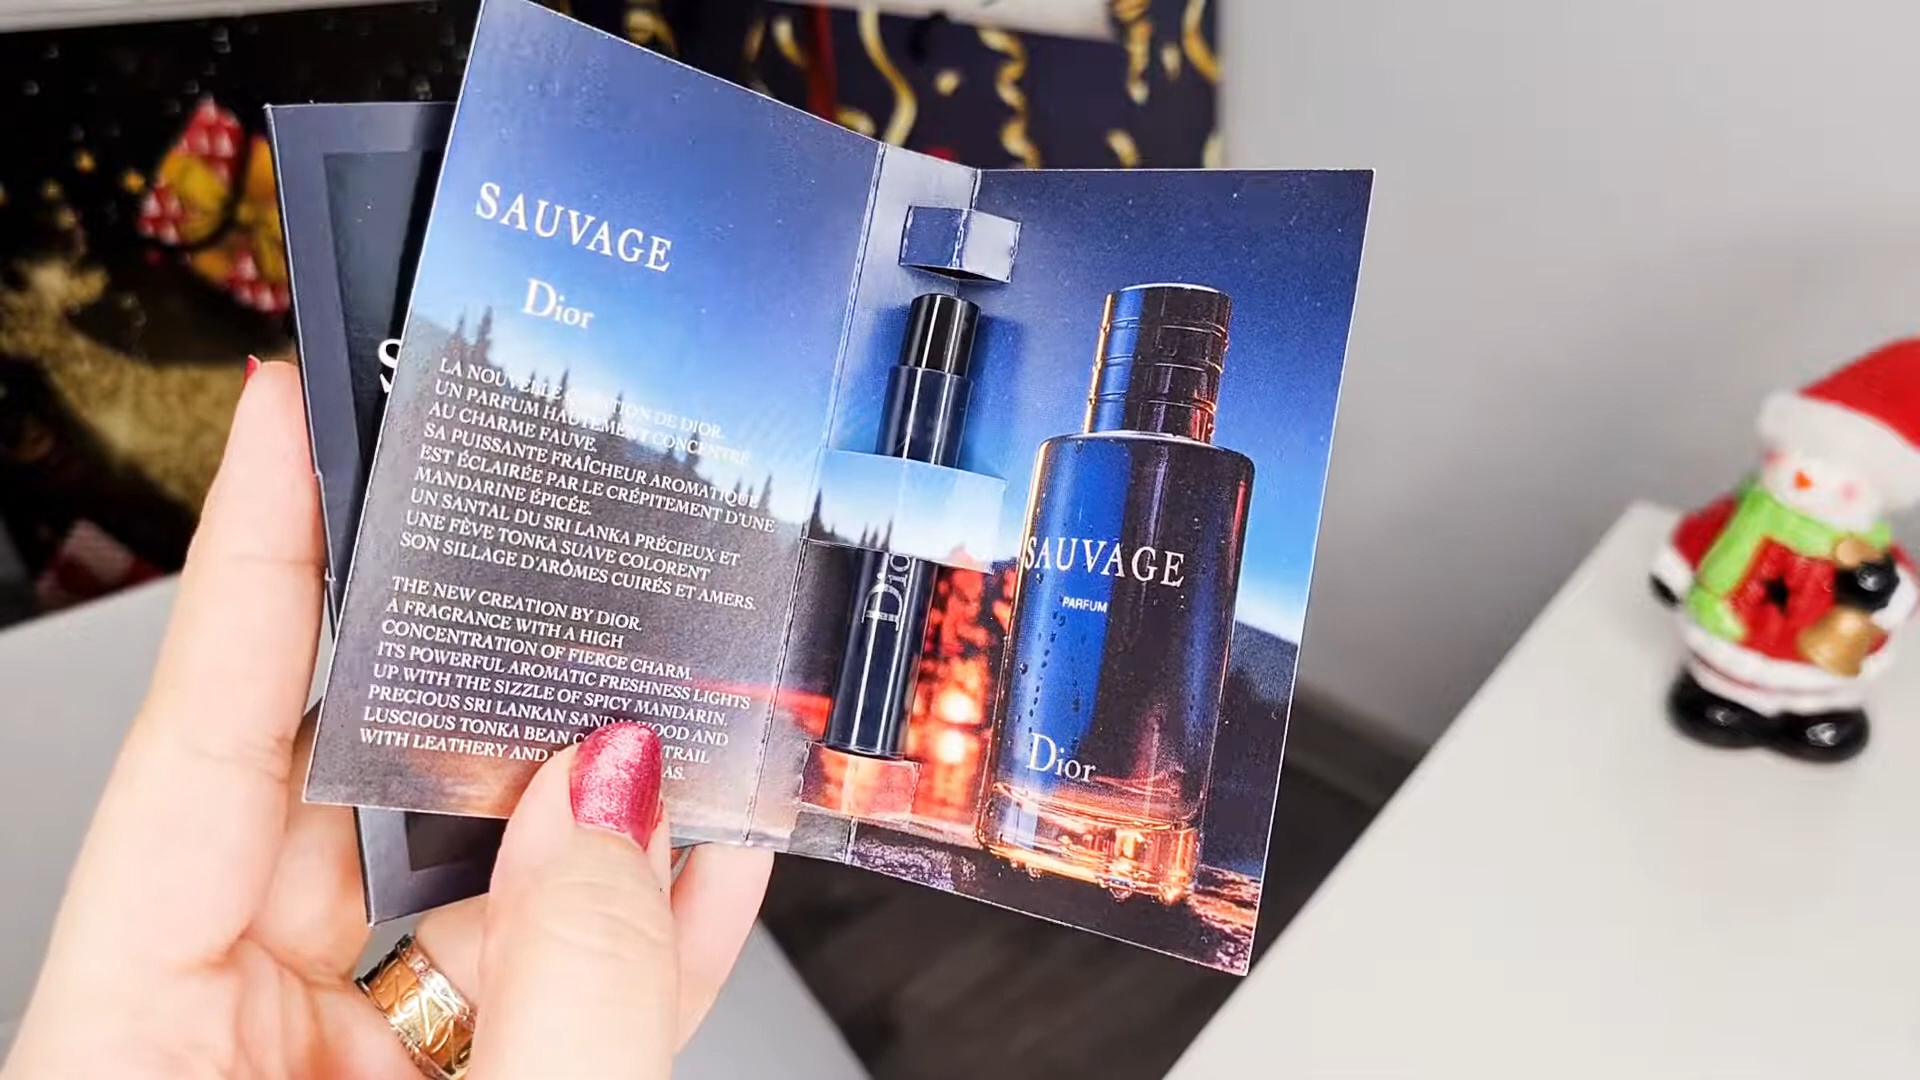 SAUVAGE
Dior
LA NOUVELLE DE DIOR.
UN PARFUM HAUTEMENT CONCENTRÉ
AU CHARME FAUVE.
SA PUISSANTE FRAÎCHEUR AROMATIQUE
EST ÉCLAIRÉE PAR LE CRÉPITEMENT D'UNE
MANDARINE ÉPICÉE.
UN SANTAL DU SRI LANKA PRÉCIEUX ET
UNE FÈVE TONKA SUAVE COLORENT
SON SILLAGE D'ARÔMES CUIRÉS ET AMERS.
THE NEW CREATION BY DIOR.
A FRAGRANCE WITH A HIGH
CONCENTRATION OF FIERCE CHARM.
ITS POWERFUL AROMATIC FRESHNESS LIGHTS
UP WITH THE SIZZLE OF SPICY MANDARIN.
PRECIOUS SRI LANKAN SANDALWOOD AND
LUSCIOUS TONKA BEAN TRAIL
WITH LEATHERY AND
Dior
SAUVAGE
PARFUM
Dior